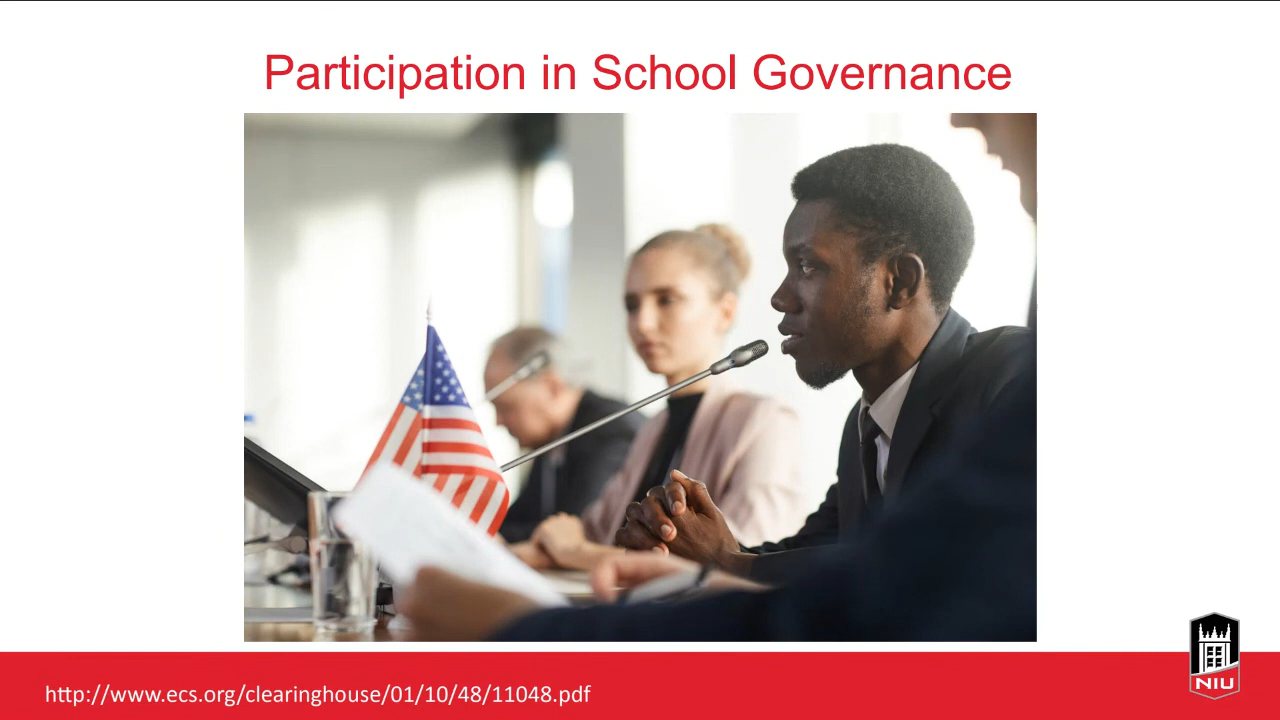 Participation in School Governance
http://www.ecs.org/clearinghouse/01/10/48/11048.pdf
NIU